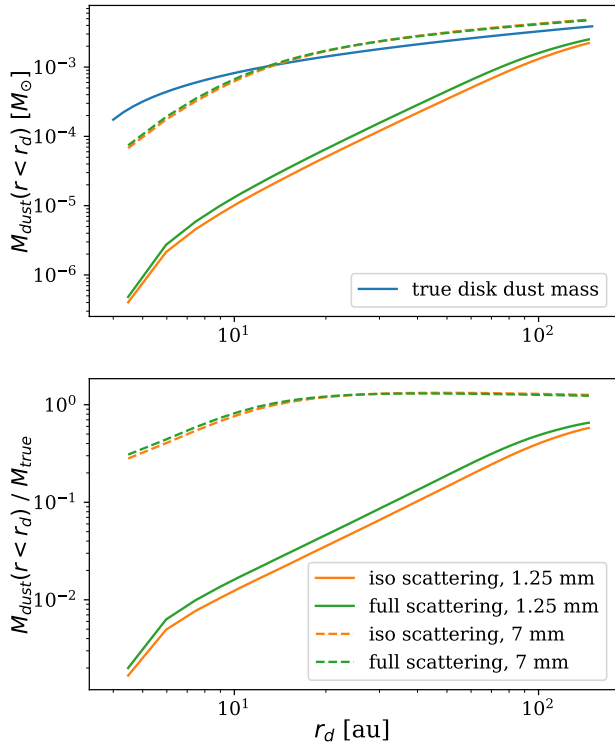 M_dust(r < r_d) [M_⊙]
10^−3
10^−4
10^−5
10^−6
true disk dust mass
10^1
10^2
M_dust(r < r_d) / M_true
10^0
10^−1
10^−2
iso scattering, 1.25 mm
full scattering, 1.25 mm
iso scattering, 7 mm
full scattering, 7 mm
10^1
10^2
r_d [au]